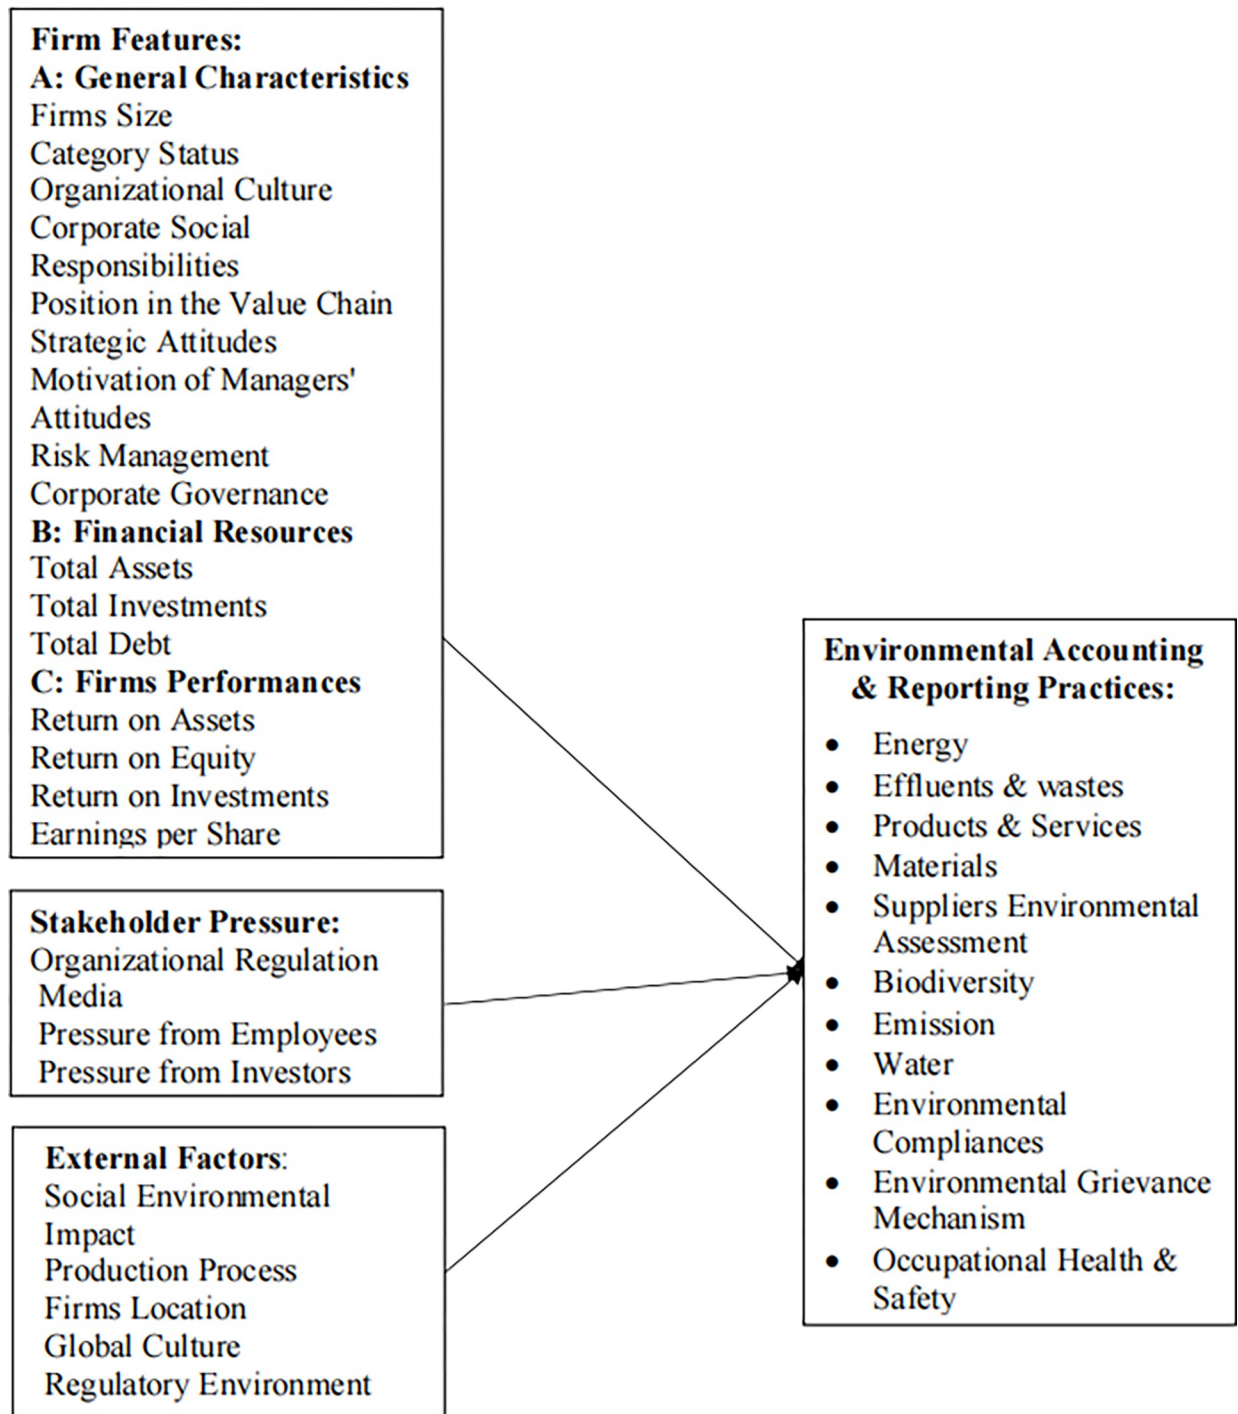 Firm Features:
A: General Characteristics
Firms Size
Category Status
Organizational Culture
Corporate Social
Responsibilities
Position in the Value Chain
Strategic Attitudes
Motivation of Managers'
Attitudes
Risk Management
Corporate Governance
B: Financial Resources
Total Assets
Total Investments
Total Debt
C: Firms Performances
Return on Assets
Return on Equity
Return on Investments
Earnings per Share
Stakeholder Pressure:
Organizational Regulation
Media
Pressure from Employees
Pressure from Investors
External Factors:
Social Environmental
Impact
Production Process
Firms Location
Global Culture
Regulatory Environment
Environmental Accounting
& Reporting Practices:
• Energy
• Effluents & wastes
• Products & Services
• Materials
• Suppliers Environmental
Assessment
• Biodiversity
• Emission
• Water
• Environmental
Compliances
• Environmental Grievance
Mechanism
• Occupational Health &
Safety